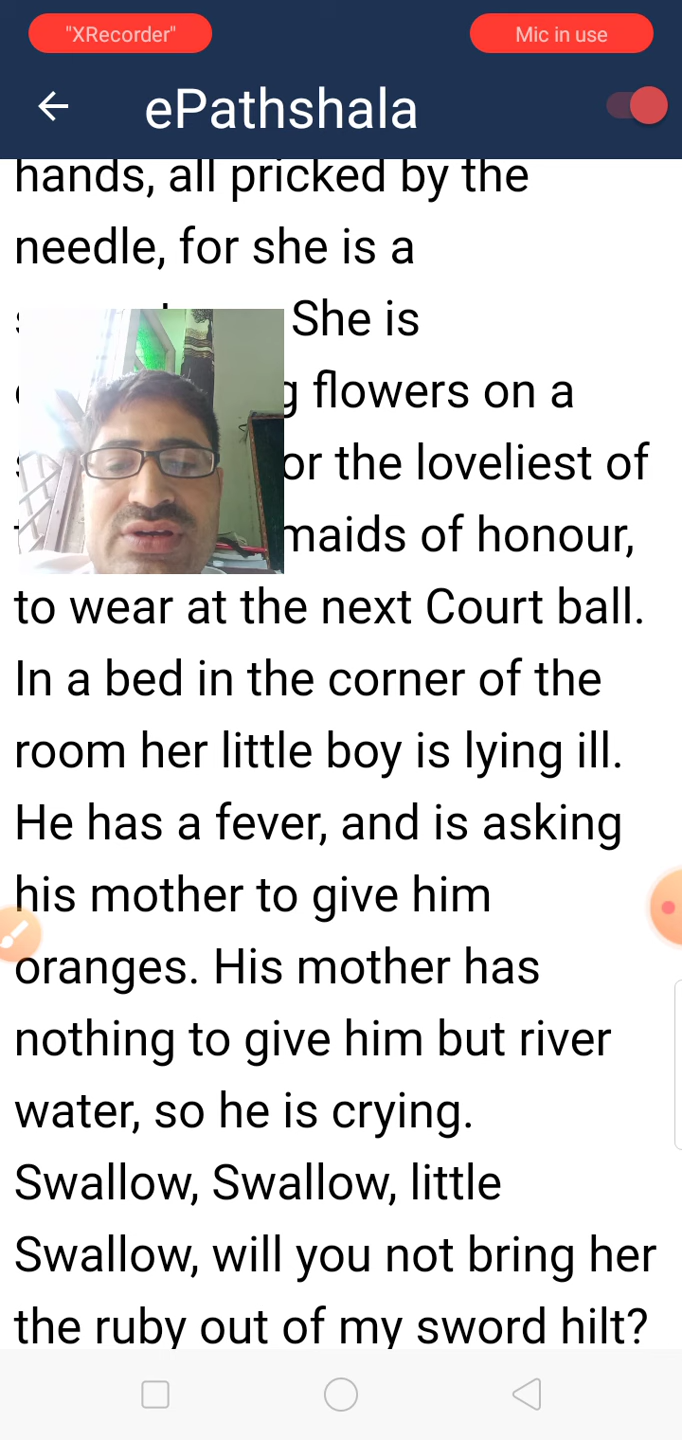 "XRecorder" Mic in use
ePathshala
hands, all pricked by the
needle, for she is a
She is
flowers on a
or the loveliest of
maids of honour,
to wear at the next Court ball.
In a bed in the corner of the
room her little boy is lying ill.
He has a fever, and is asking
his mother to give him
oranges. His mother has
nothing to give him but river
water, so he is crying.
Swallow, Swallow, little
Swallow, will you not bring her
the ruby out of my sword hilt?